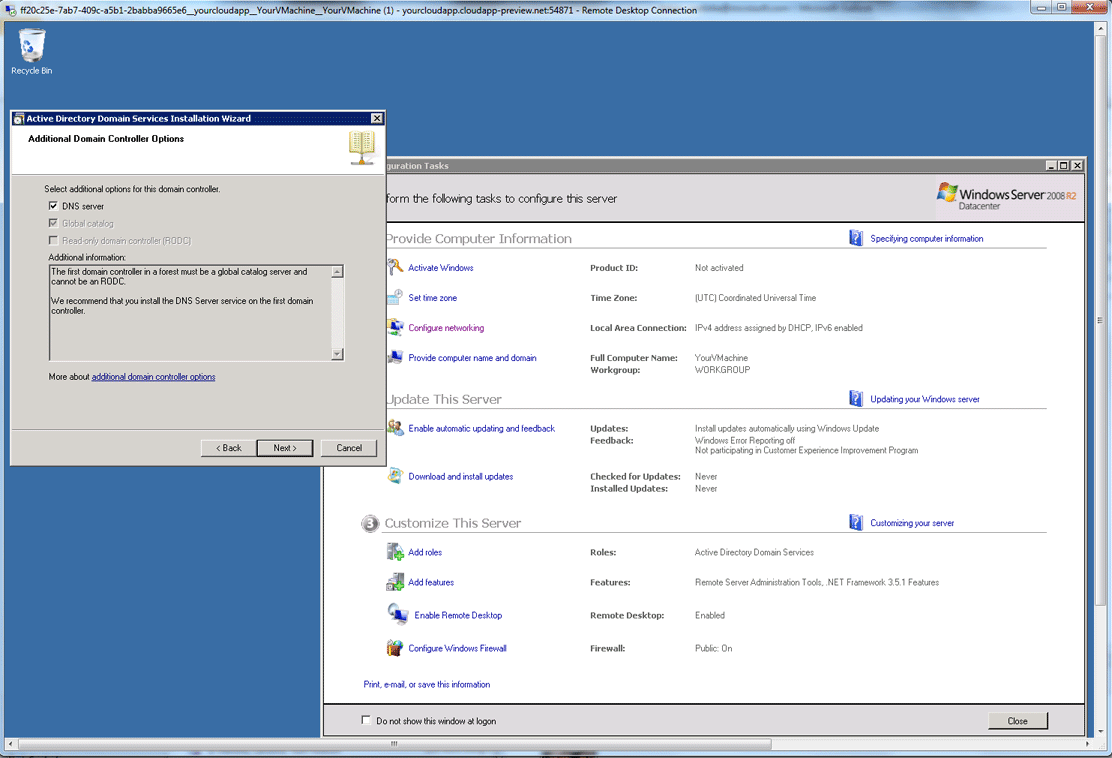 ff20c25e-7ab7-409c-a5b1-2babba9665e6__yourcloudapp__YourVMachine__YourVMachine (1) - yourcloudapp.cloudapp-preview.net:54871 - Remote Desktop Connection
Recycle Bin
Active Directory Domain Services Installation Wizard
Additional Domain Controller Options
Select additional options for this domain controller.
DNS server
Global catalog
Read-only domain controller (RODC)
Additional information:
The first domain controller in a forest must be a global catalog server and
cannot be an RODC.
We recommend that you install the DNS Server service on the first domain
controller.
More about additional domain controller options
< Back
Next >
Cancel
guration Tasks
form the following tasks to configure this server
Windows Server 2008 R2
Datacenter
Provide Computer Information
Specifying computer information
Activate Windows
Product ID:
Not activated
Set time zone
Time Zone:
(UTC) Coordinated Universal Time
Configure networking
Local Area Connection:
IPv4 address assigned by DHCP, IPv6 enabled
Provide computer name and domain
Full Computer Name:
YourVMachine
Workgroup:
WORKGROUP
Update This Server
Updating your Windows server
Enable automatic updating and feedback
Updates:
Install updates automatically using Windows Update
Feedback:
Windows Error Reporting off
Not participating in Customer Experience Improvement Program
Download and install updates
Checked for Updates:
Never
Installed Updates:
Never
3 Customize This Server
Customizing your server
Add roles
Roles:
Active Directory Domain Services
Add features
Features:
Remote Server Administration Tools, .NET Framework 3.5.1 Features
Enable Remote Desktop
Remote Desktop:
Enabled
Configure Windows Firewall
Firewall:
Public: On
Print, e-mail, or save this information
Do not show this window at logon
Close